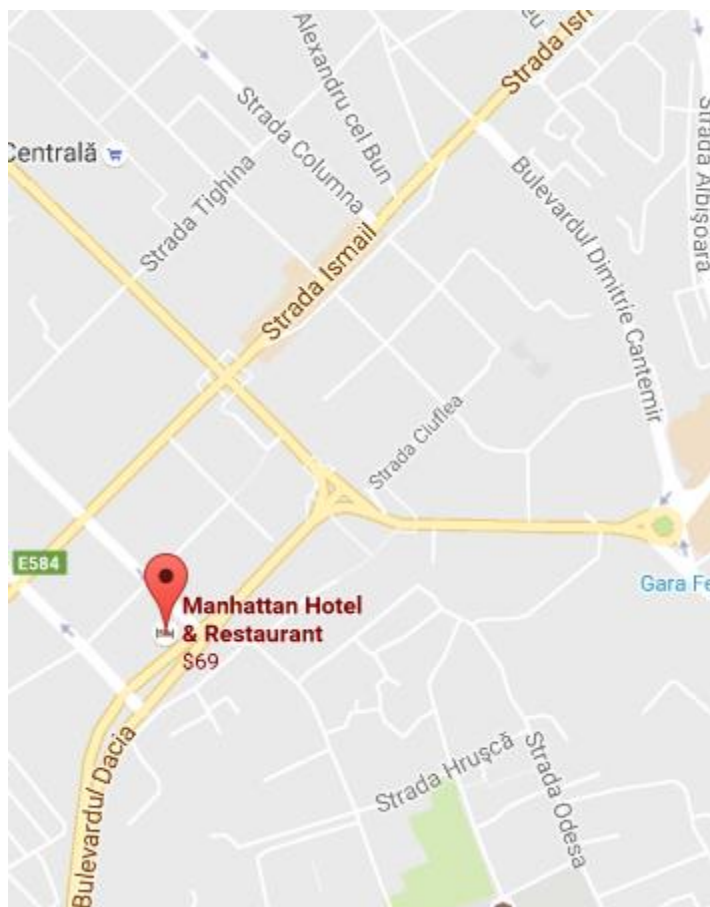 Strada Ism
Alexandru cel Bun
Strada Columna
Centrală
Strada Tighina
Strada Albișoara
Bulevardul Dimitrie Cantemir
Strada Ismail
Strada Ciuflea
E584
Manhattan Hotel
& Restaurant
$69
Gara Fe
Bulevardul Dacia
Strada Hrușcă
Strada Odesa